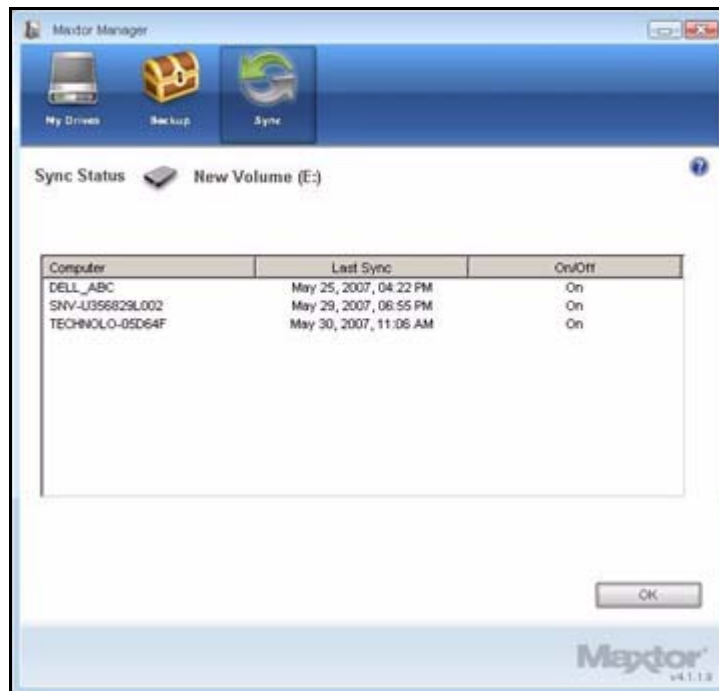 Maxtor Manager
My Drives Backup Sync
Sync Status New Volume (E:)
Computer Last Sync On/Off
DELL_ABC May 25, 2007, 04:22 PM On
SNV-U356829L002 May 29, 2007, 06:55 PM On
TECHNOLO-05D64F May 30, 2007, 11:06 AM On
OK
Maxtor